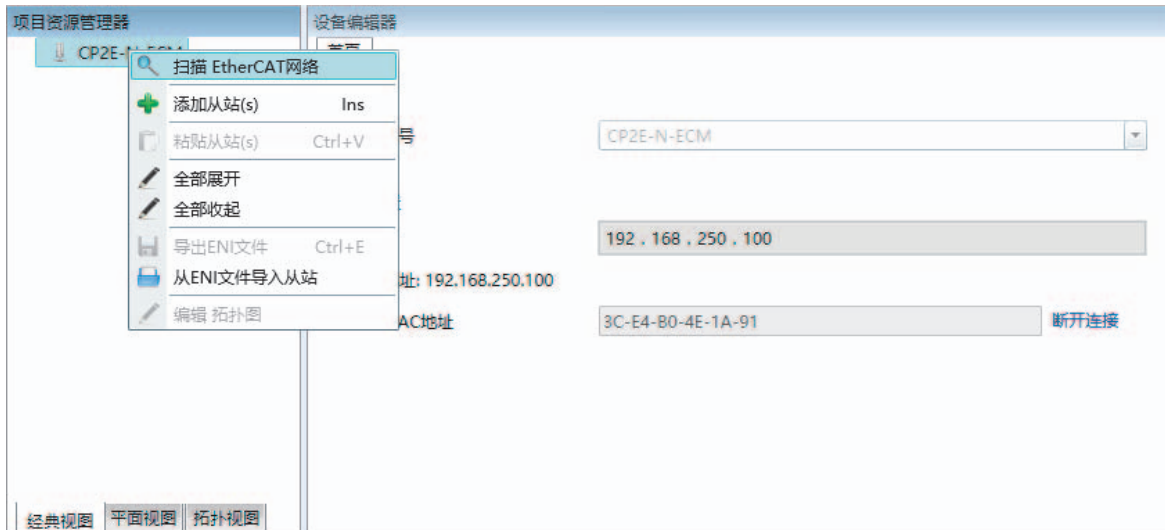 项目资源管理器
设备编辑器
CP2E-N-ECM
首页
扫描 EtherCAT网络
添加从站(s) Ins
粘贴从站(s) Ctrl+V
号
CP2E-N-ECM
全部展开
全部收起
192 . 168 . 250 . 100
导出ENI文件 Ctrl+E
从ENI文件导入从站
址: 192.168.250.100
编辑 拓扑图
AC地址
3C-E4-B0-4E-1A-91
断开连接
经典视图 平面视图 拓扑视图